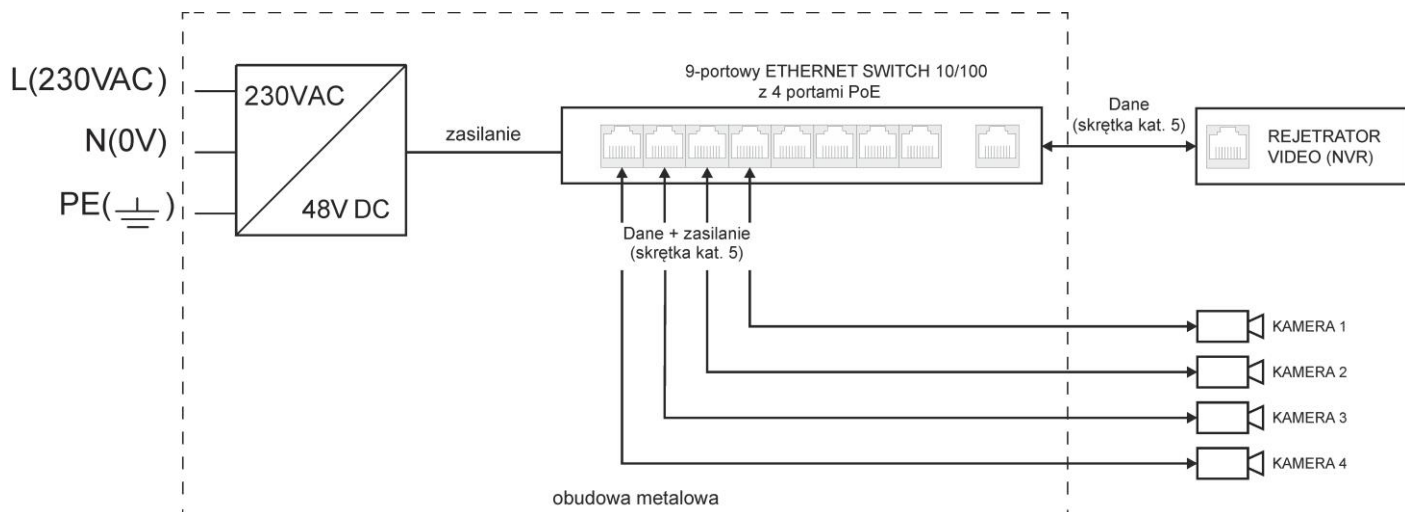 L(230VAC)
N(0V)
PE(⏚)
230VAC
48V DC
zasilanie
9-portowy ETHERNET SWITCH 10/100
z 4 portami PoE
Dane
(skrętka kat. 5)
REJETRATOR
VIDEO (NVR)
Dane + zasilanie
(skrętka kat. 5)
KAMERA 1
KAMERA 2
KAMERA 3
KAMERA 4
obudowa metalowa